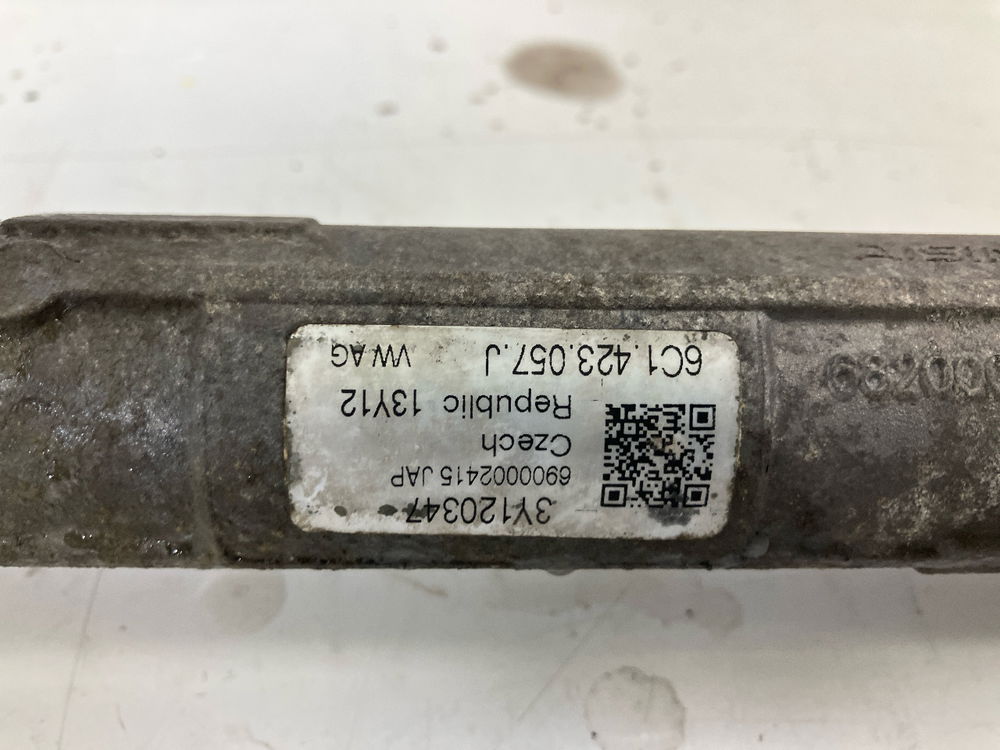 3Y120347
6900002415 JAP
Czech
Republic 13Y12
6C1.423.057.J VW AG